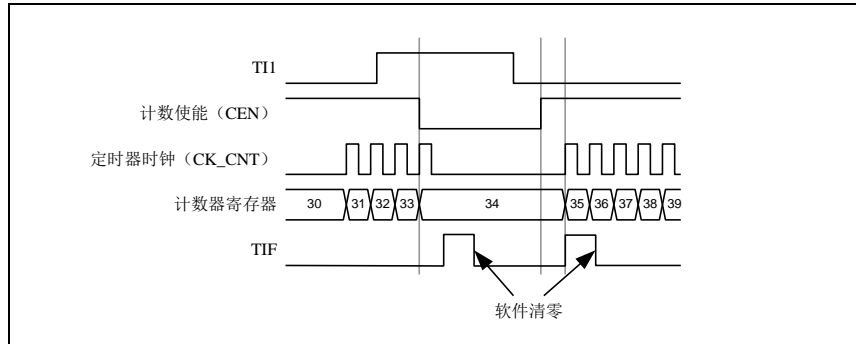 TI1
计数使能（CEN）
定时器时钟（CK_CNT）
计数器寄存器
30 31 32 33 34 35 36 37 38 39
TIF
软件清零